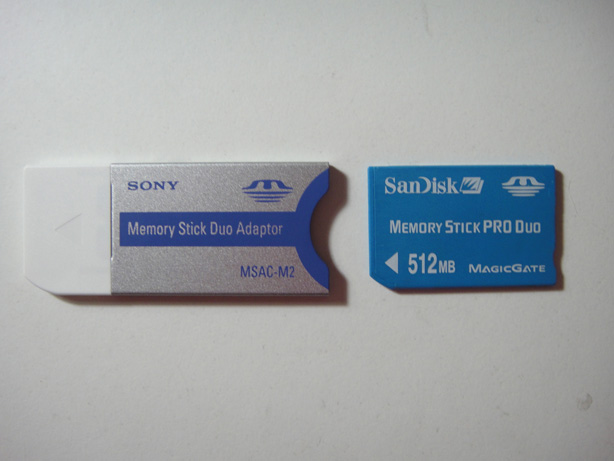 SONY
Memory Stick Duo Adaptor
MSAC-M2
SanDisk
MEMORY STICK PRO DUO
512MB MAGICGATE